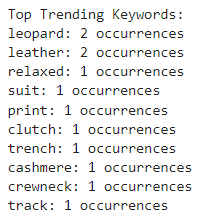 Top Trending Keywords:
leopard: 2 occurrences
leather: 2 occurrences
relaxed: 1 occurrences
suit: 1 occurrences
print: 1 occurrences
clutch: 1 occurrences
trench: 1 occurrences
cashmere: 1 occurrences
crewneck: 1 occurrences
track: 1 occurrences